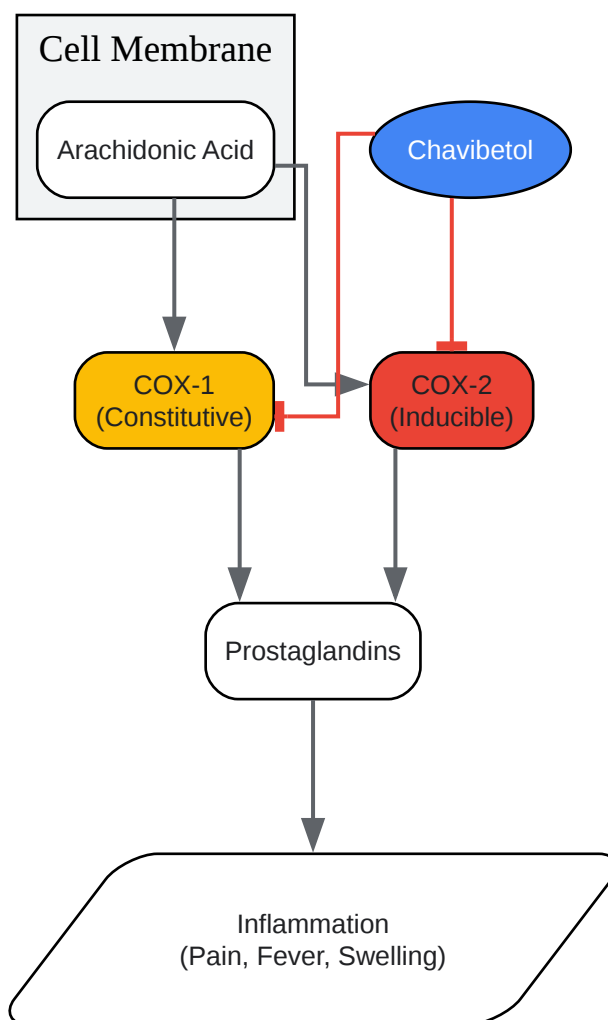 Cell Membrane
Arachidonic Acid
Chavibetol
COX-1
(Constitutive)
COX-2
(Inducible)
Prostaglandins
Inflammation
(Pain, Fever, Swelling)